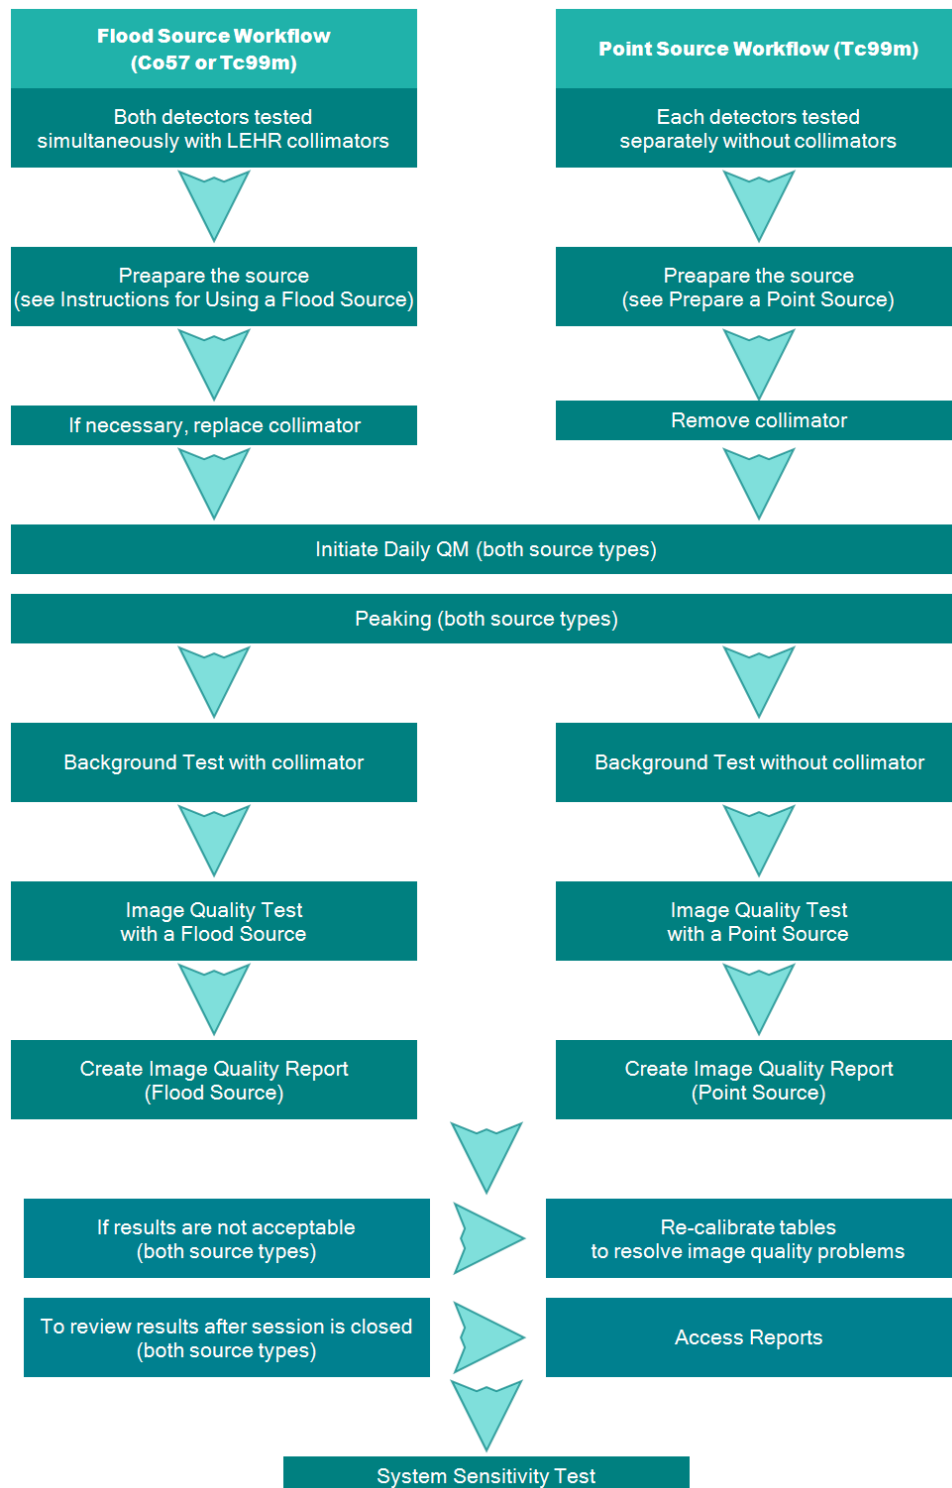 Flood Source Workflow
(Co57 or Tc99m)
Point Source Workflow (Tc99m)
Both detectors tested
simultaneously with LEHR collimators
Each detectors tested
separately without collimators
Preapare the source
(see Instructions for Using a Flood Source)
Preapare the source
(see Prepare a Point Source)
If necessary, replace collimator
Remove collimator
Initiate Daily QM (both source types)
Peaking (both source types)
Background Test with collimator
Background Test without collimator
Image Quality Test
with a Flood Source
Image Quality Test
with a Point Source
Create Image Quality Report
(Flood Source)
Create Image Quality Report
(Point Source)
If results are not acceptable
(both source types)
Re-calibrate tables
to resolve image quality problems
To review results after session is closed
(both source types)
Access Reports
System Sensitivity Test